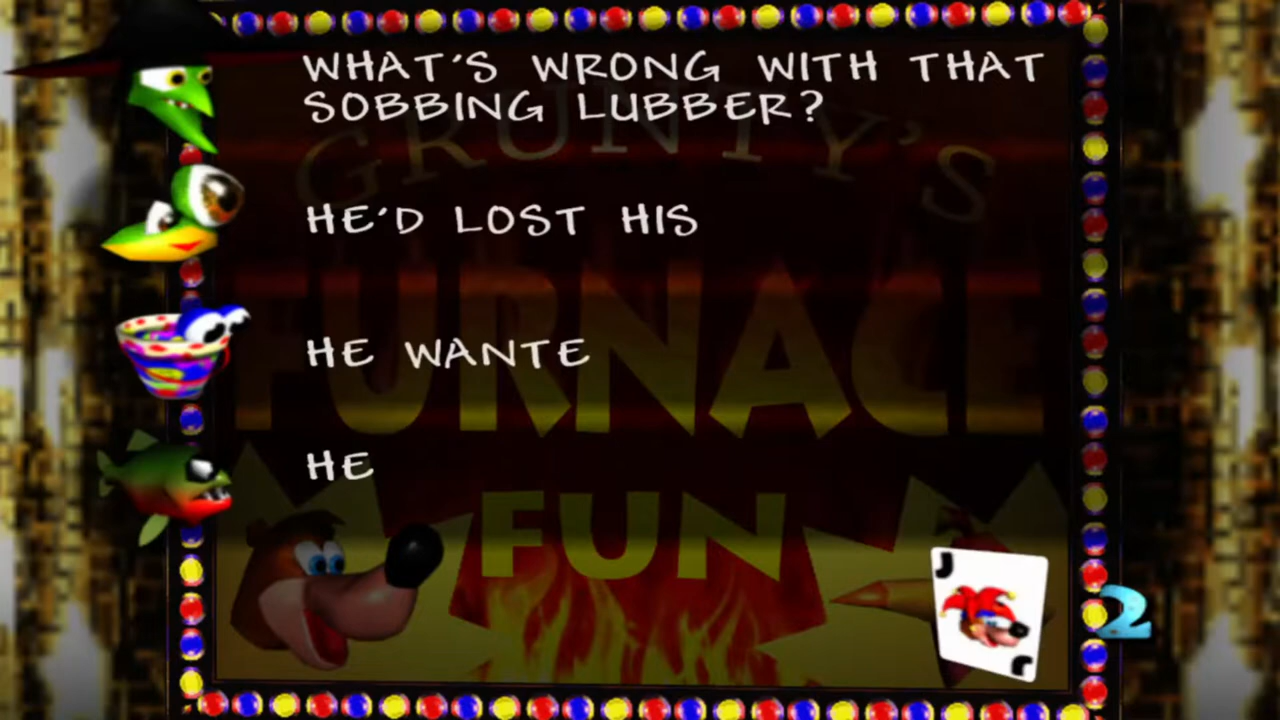 WHAT'S WRONG WITH THAT
SOBBING LUBBER?
GRUNTY'S
HE'D LOST HIS
FURNACE
HE WANTE
HE
FUN
J
J
2